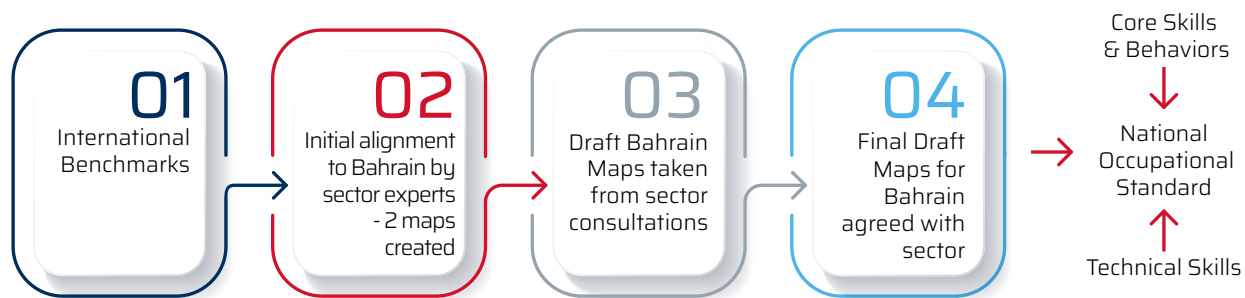 01
International
Benchmarks
02
Initial alignment
to Bahrain by
sector experts
- 2 maps
created
03
Draft Bahrain
Maps taken
from sector
consultations
04
Final Draft
Maps for
Bahrain
agreed with
sector
Core Skills
& Behaviors
National
Occupational
Standard
Technical Skills